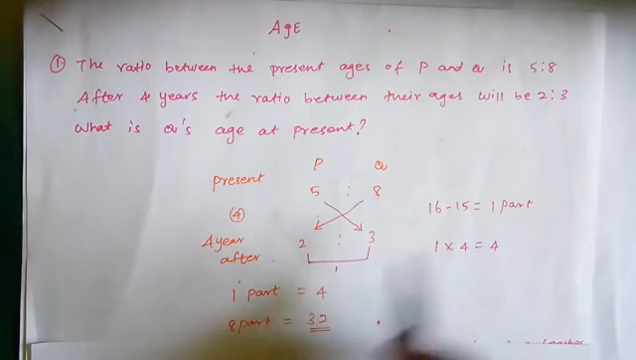 AgE
① The ratio between the present ages of P and Q is 5:8
After 4 years the ratio between their ages will be 2:3
What is Q's age at present?
P Q
present 5 : 8
④ 16-15 = 1 part
4 year after 2 : 3
1 1 x 4 = 4
1 part = 4
8 part = 32